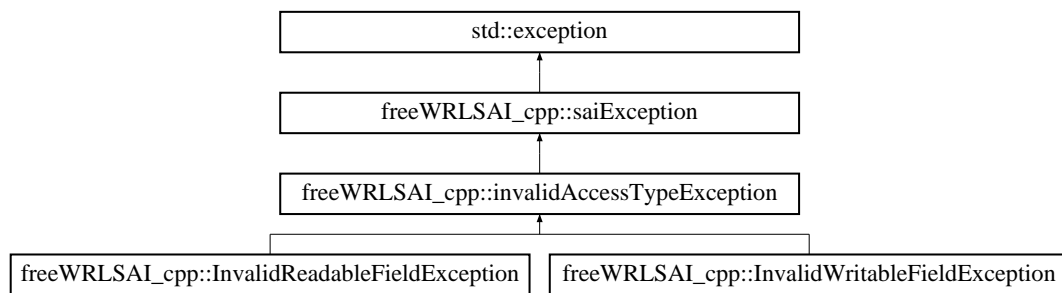 std::exception
freeWRLSAI_cpp::saiException
freeWRLSAI_cpp::invalidAccessTypeException
freeWRLSAI_cpp::InvalidReadableFieldException
freeWRLSAI_cpp::InvalidWritableFieldException